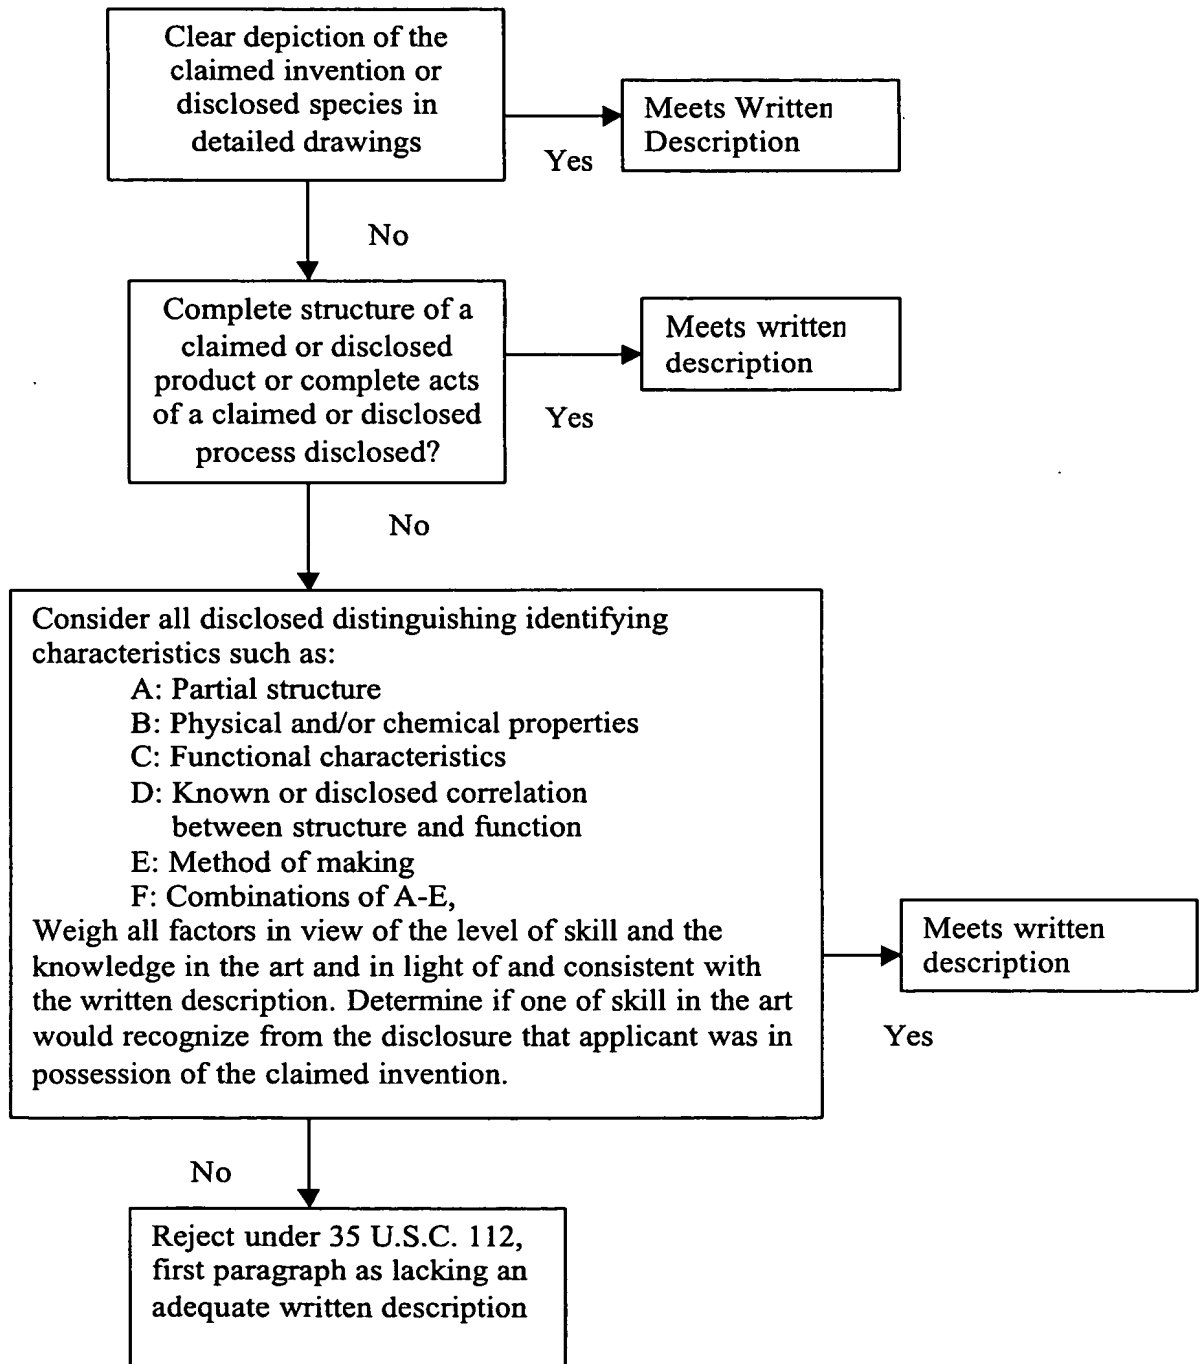 Clear depiction of the
claimed invention or
disclosed species in
detailed drawings
Meets Written
Description
Yes
No
Complete structure of a
claimed or disclosed
product or complete acts
of a claimed or disclosed
process disclosed?
Meets written
description
Yes
No
Consider all disclosed distinguishing identifying
characteristics such as:
A: Partial structure
B: Physical and/or chemical properties
C: Functional characteristics
D: Known or disclosed correlation
between structure and function
E: Method of making
F: Combinations of A-E,
Weigh all factors in view of the level of skill and the
knowledge in the art and in light of and consistent with
the written description. Determine if one of skill in the art
would recognize from the disclosure that applicant was in
possession of the claimed invention.
Meets written
description
Yes
No
Reject under 35 U.S.C. 112,
first paragraph as lacking an
adequate written description